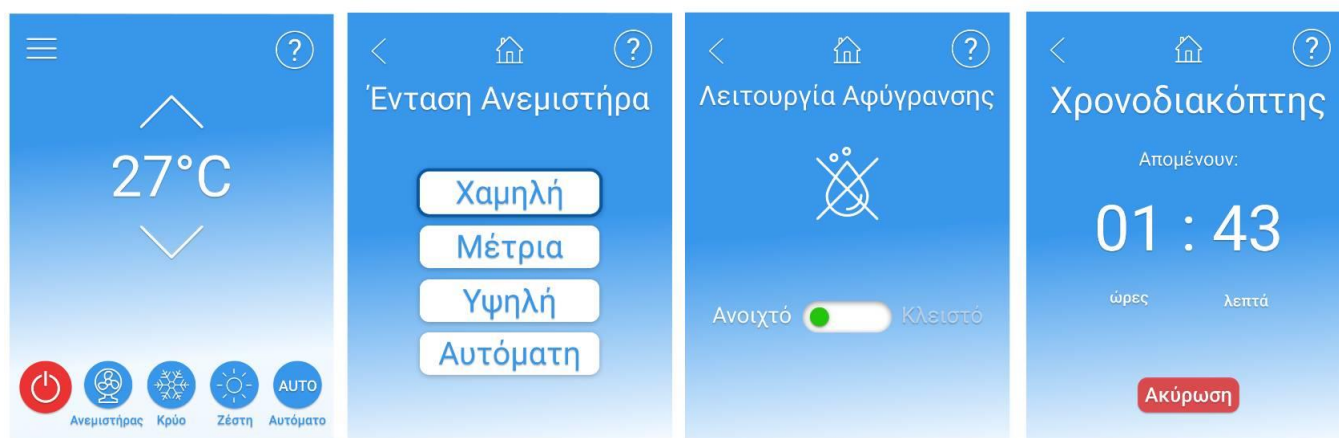 ?
27°C
AUTO
Ανεμιστήρας Κρύο Ζέστη Αυτόματο
?
Ένταση Ανεμιστήρα
Χαμηλή
Μέτρια
Υψηλή
Αυτόματη
?
Λειτουργία Αφύγρανσης
Ανοιχτό Κλειστό
?
Χρονοδιακόπτης
Απομένουν:
01 : 43
ώρες λεπτά
Ακύρωση